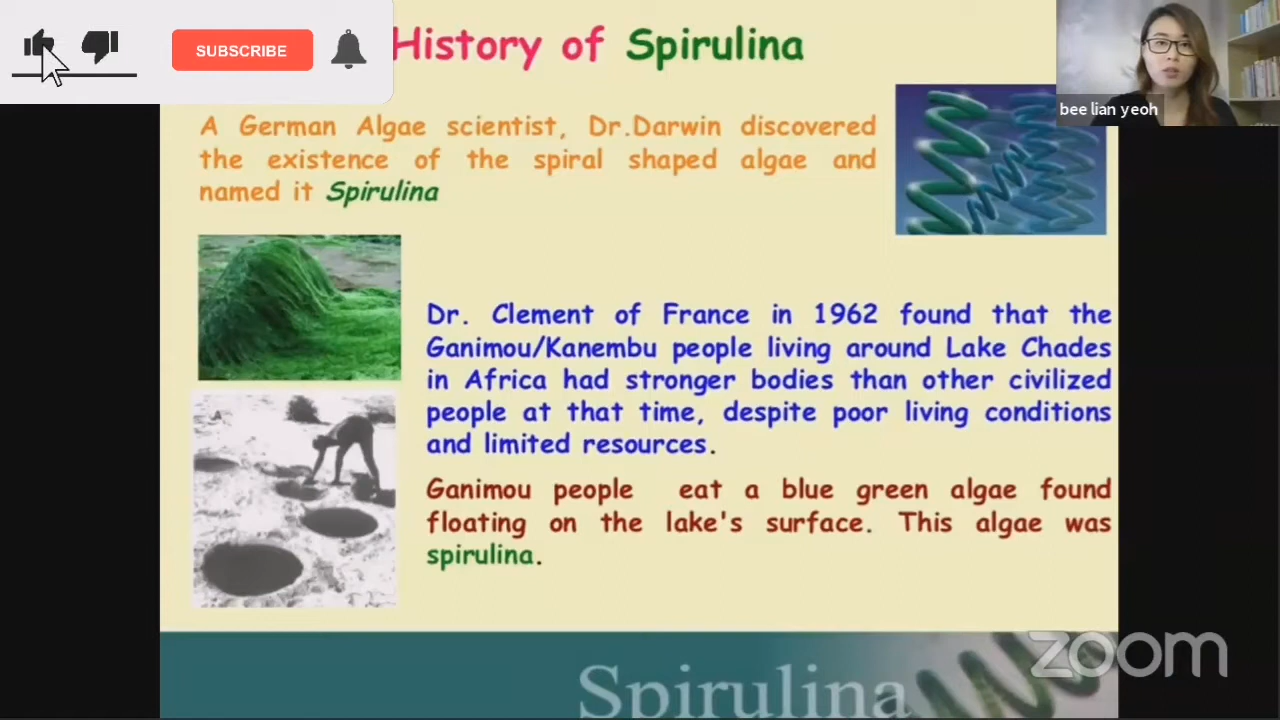 SUBSCRIBE
History of Spirulina
bee lian yeoh
A German Algae scientist, Dr.Darwin discovered
the existence of the spiral shaped algae and
named it Spirulina
Dr. Clement of France in 1962 found that the
Ganimou/Kanembu people living around Lake Chades
in Africa had stronger bodies than other civilized
people at that time, despite poor living conditions
and limited resources.
Ganimou people eat a blue green algae found
floating on the lake's surface. This algae was
spirulina.
zoom
Spirulina